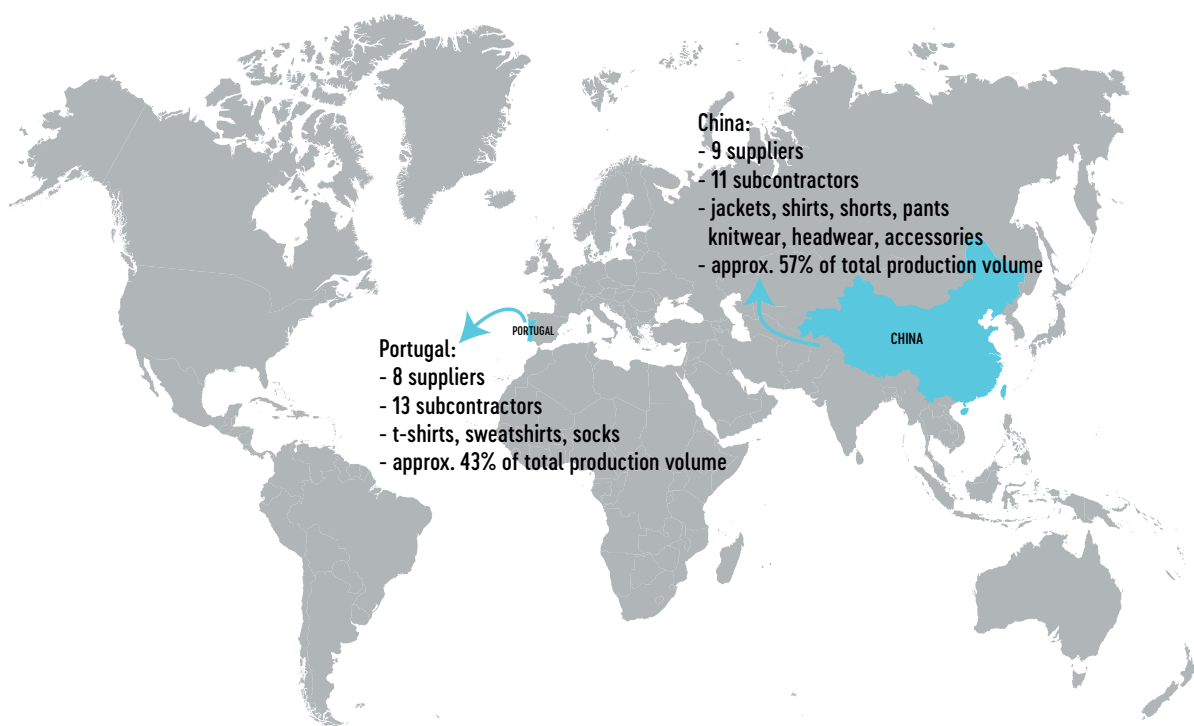 China:
- 9 suppliers
- 11 subcontractors
- jackets, shirts, shorts, pants
knitwear, headwear, accessories
- approx. 57% of total production volume
PORTUGAL
CHINA
Portugal:
- 8 suppliers
- 13 subcontractors
- t-shirts, sweatshirts, socks
- approx. 43% of total production volume